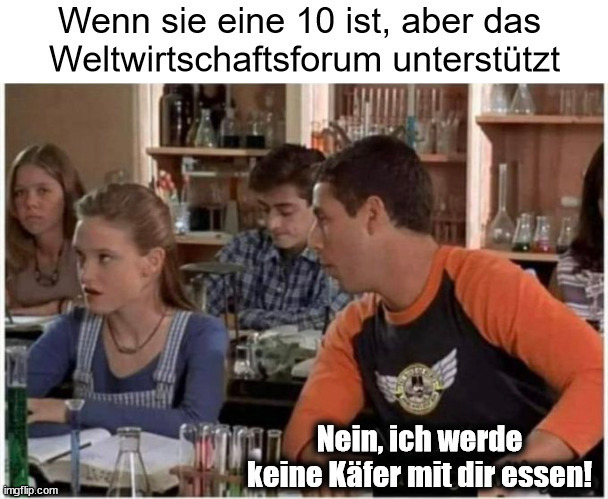 Wenn sie eine 10 ist, aber das
Weltwirtschaftsforum unterstützt
Nein, ich werde
keine Käfer mit dir essen!
imgflip.com